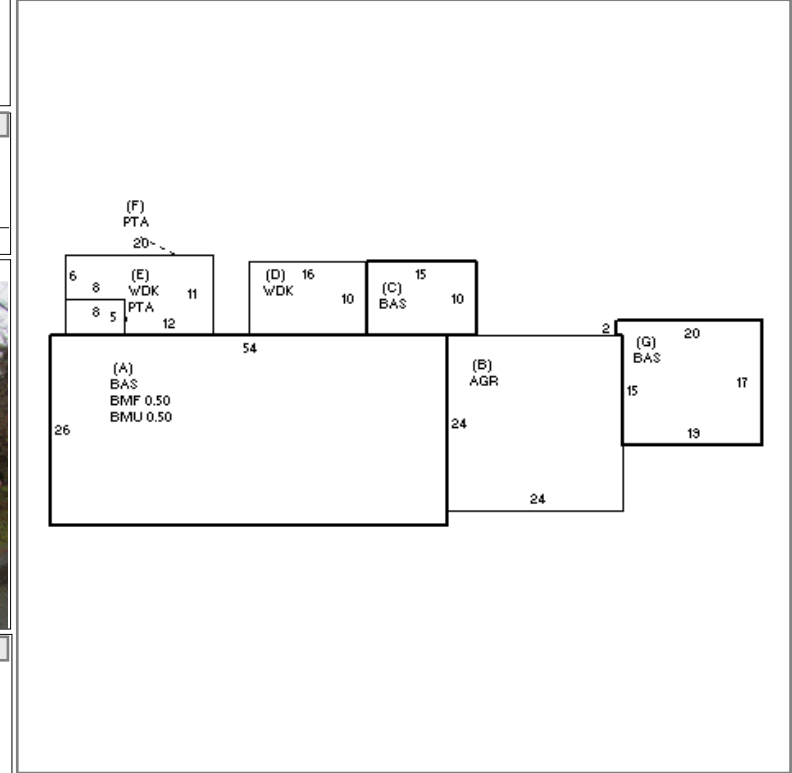 (F)
PTA
20
6
8
(E)
WDK
PTA
11
8
5
12
(D)
16
WDK
10
15
(C)
BAS
10
54
(A)
BAS
BMF 0.50
BMU 0.50
26
(B)
AGR
24
24
2
20
(G)
BAS
15
17
19